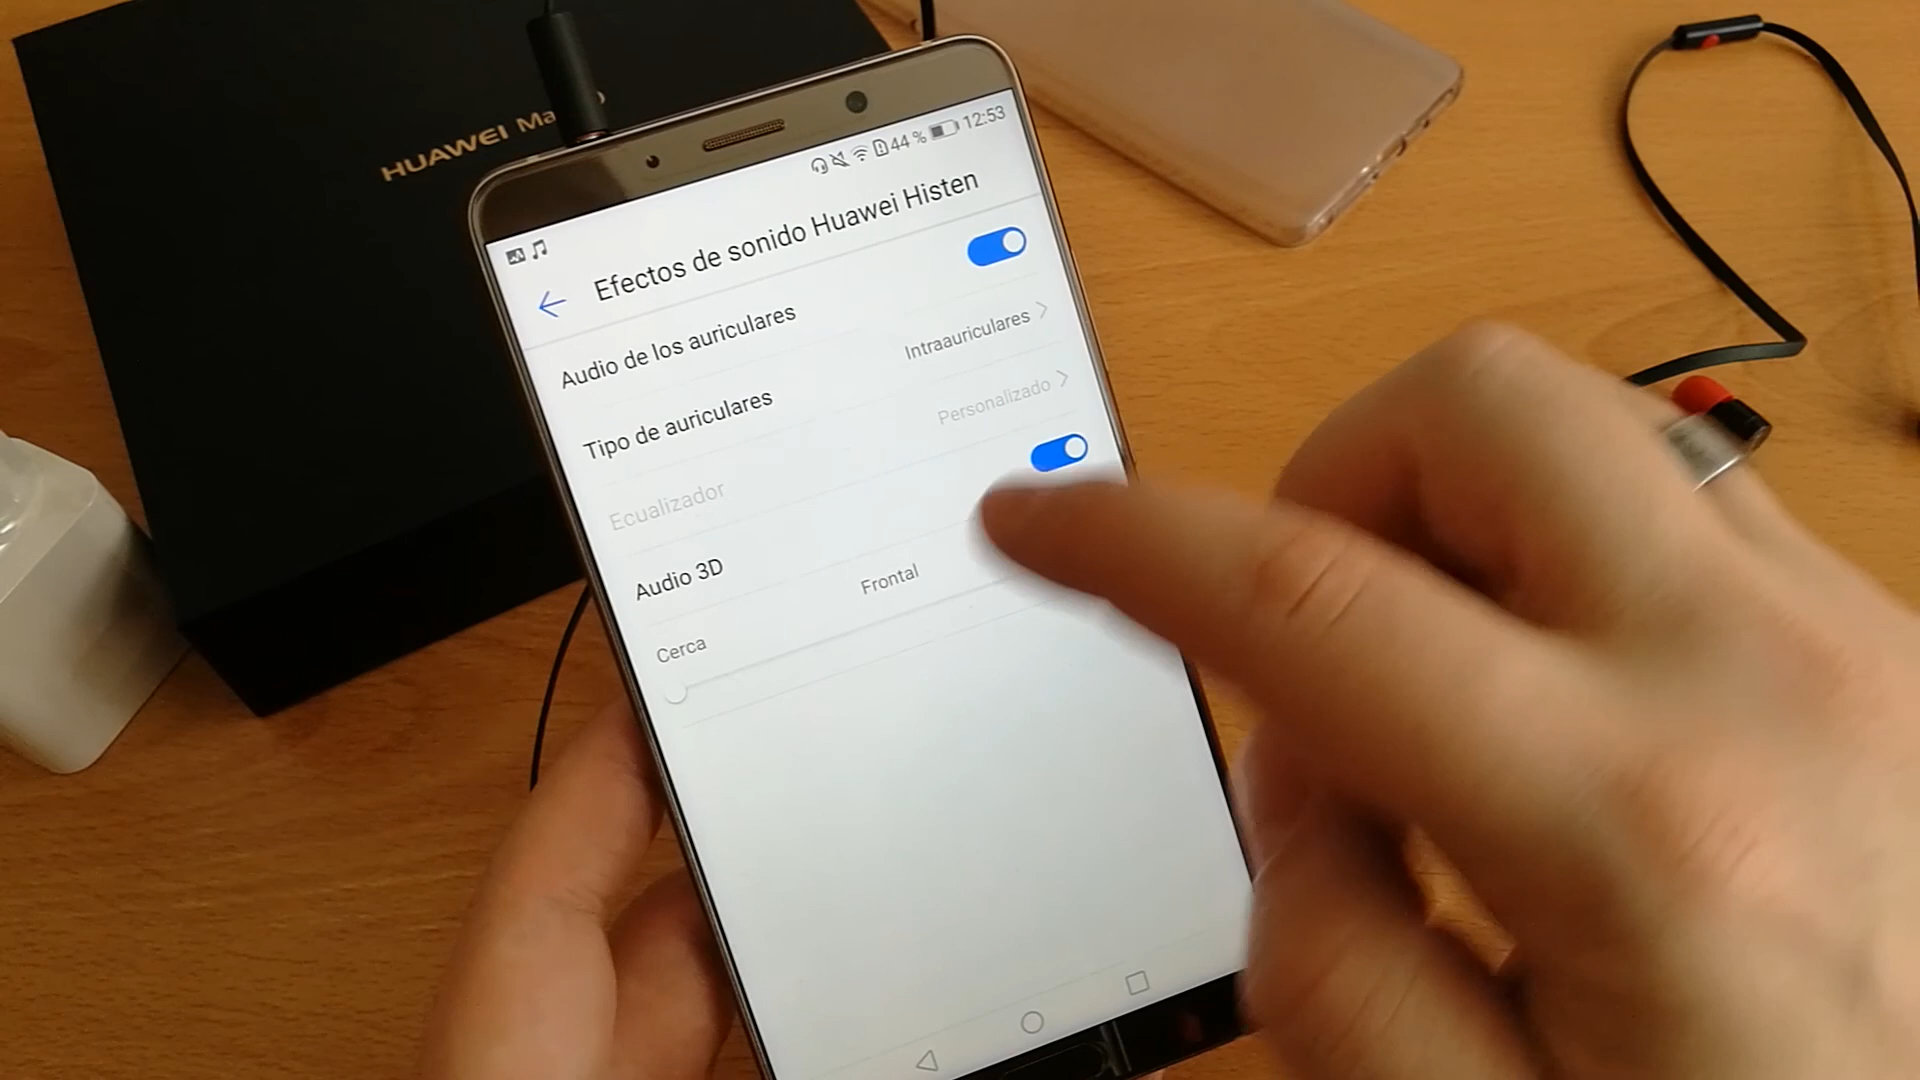 HUAWEI Ma
44 % 12:53
Efectos de sonido Huawei Histen
Audio de los auriculares
Tipo de auriculares Intraauriculares
Ecualizador Personalizado
Audio 3D
Cerca Frontal